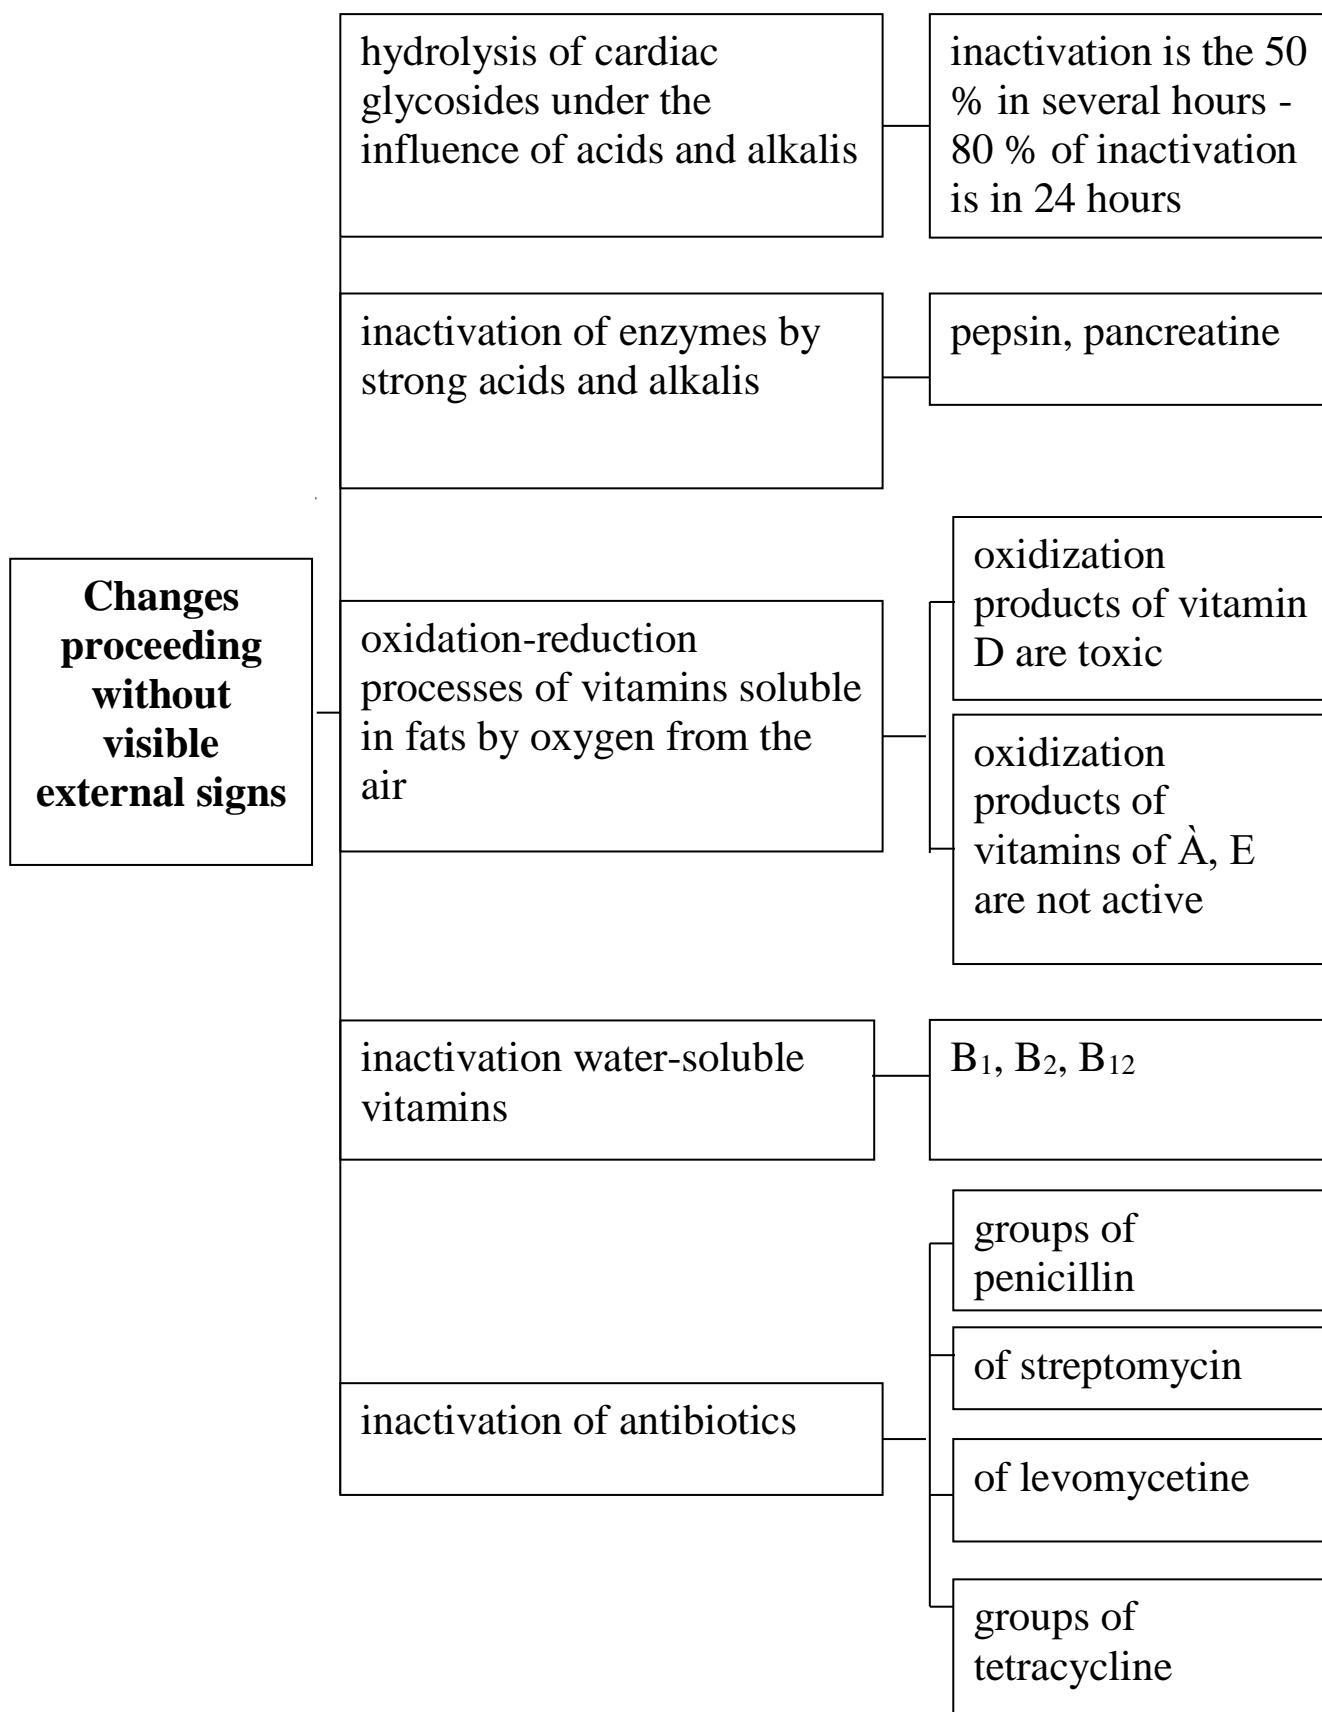 hydrolysis of cardiac
glycosides under the
influence of acids and alkalis
inactivation is the 50
% in several hours -
80 % of inactivation
is in 24 hours
inactivation of enzymes by
strong acids and alkalis
pepsin, pancreatine
Changes
proceeding
without
visible
external signs
oxidation-reduction
processes of vitamins soluble
in fats by oxygen from the
air
oxidization
products of vitamin
D are toxic
oxidization
products of
vitamins of À, E
are not active
inactivation water-soluble
vitamins
B₁, B₂, B₁₂
inactivation of antibiotics
groups of
penicillin
of streptomycin
of levomycetine
groups of
tetracycline